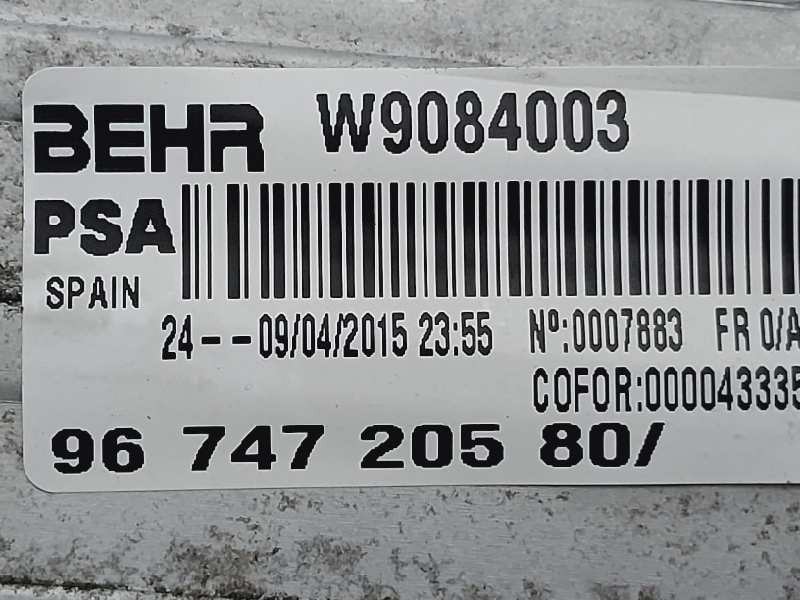 BEHR W9084003
PSA
SPAIN
24--09/04/2015 23:55 Nº:0007883 FR 0/A
COFOR:000043335
96 747 205 80/